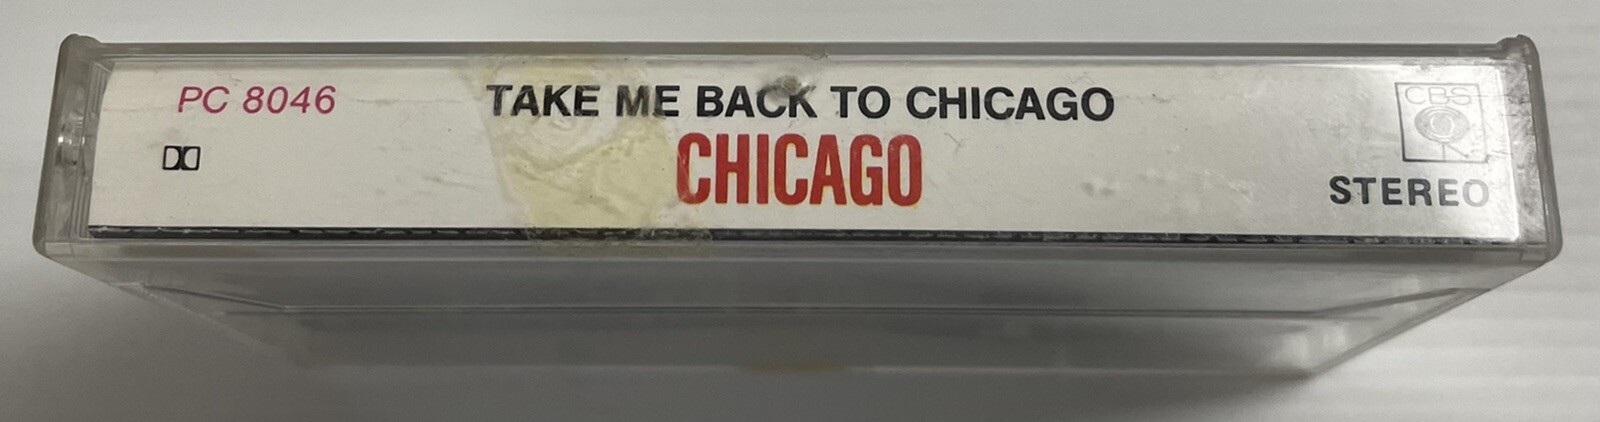 PC 8046
TAKE ME BACK TO CHICAGO
CHICAGO
CBS
STEREO